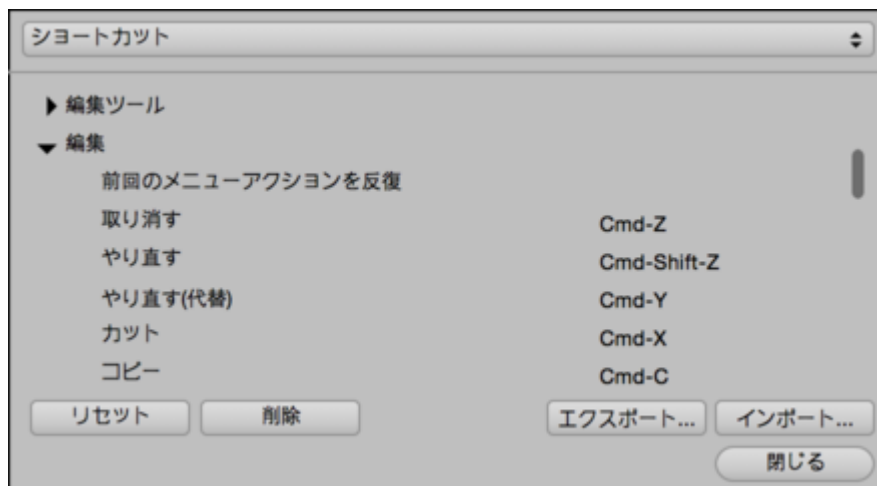 ショートカット
編集ツール
編集
前回のメニューアクションを反復
取り消す Cmd-Z
やり直す Cmd-Shift-Z
やり直す(代替) Cmd-Y
カット Cmd-X
コピー Cmd-C
リセット 削除 エクスポート... インポート...
閉じる